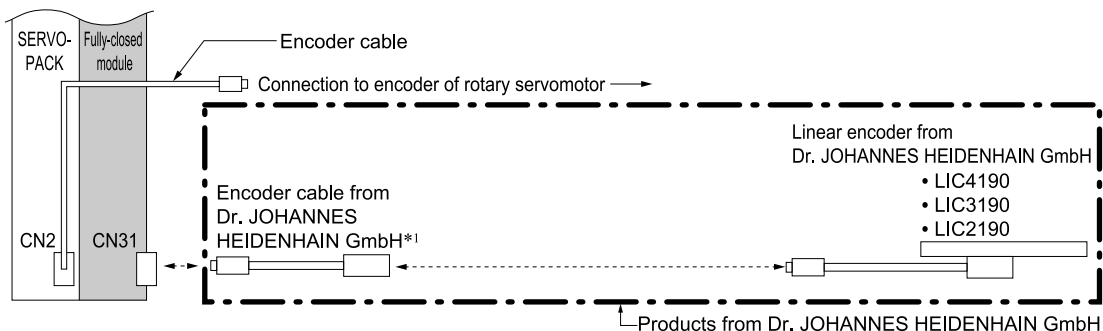 SERVO-
PACK
Fully-closed
module
Encoder cable
Connection to encoder of rotary servomotor
Linear encoder from
Dr. JOHANNES HEIDENHAIN GmbH
• LIC4190
• LIC3190
• LIC2190
Encoder cable from
Dr. JOHANNES
HEIDENHAIN GmbH*1
CN2
CN31
Products from Dr. JOHANNES HEIDENHAIN GmbH